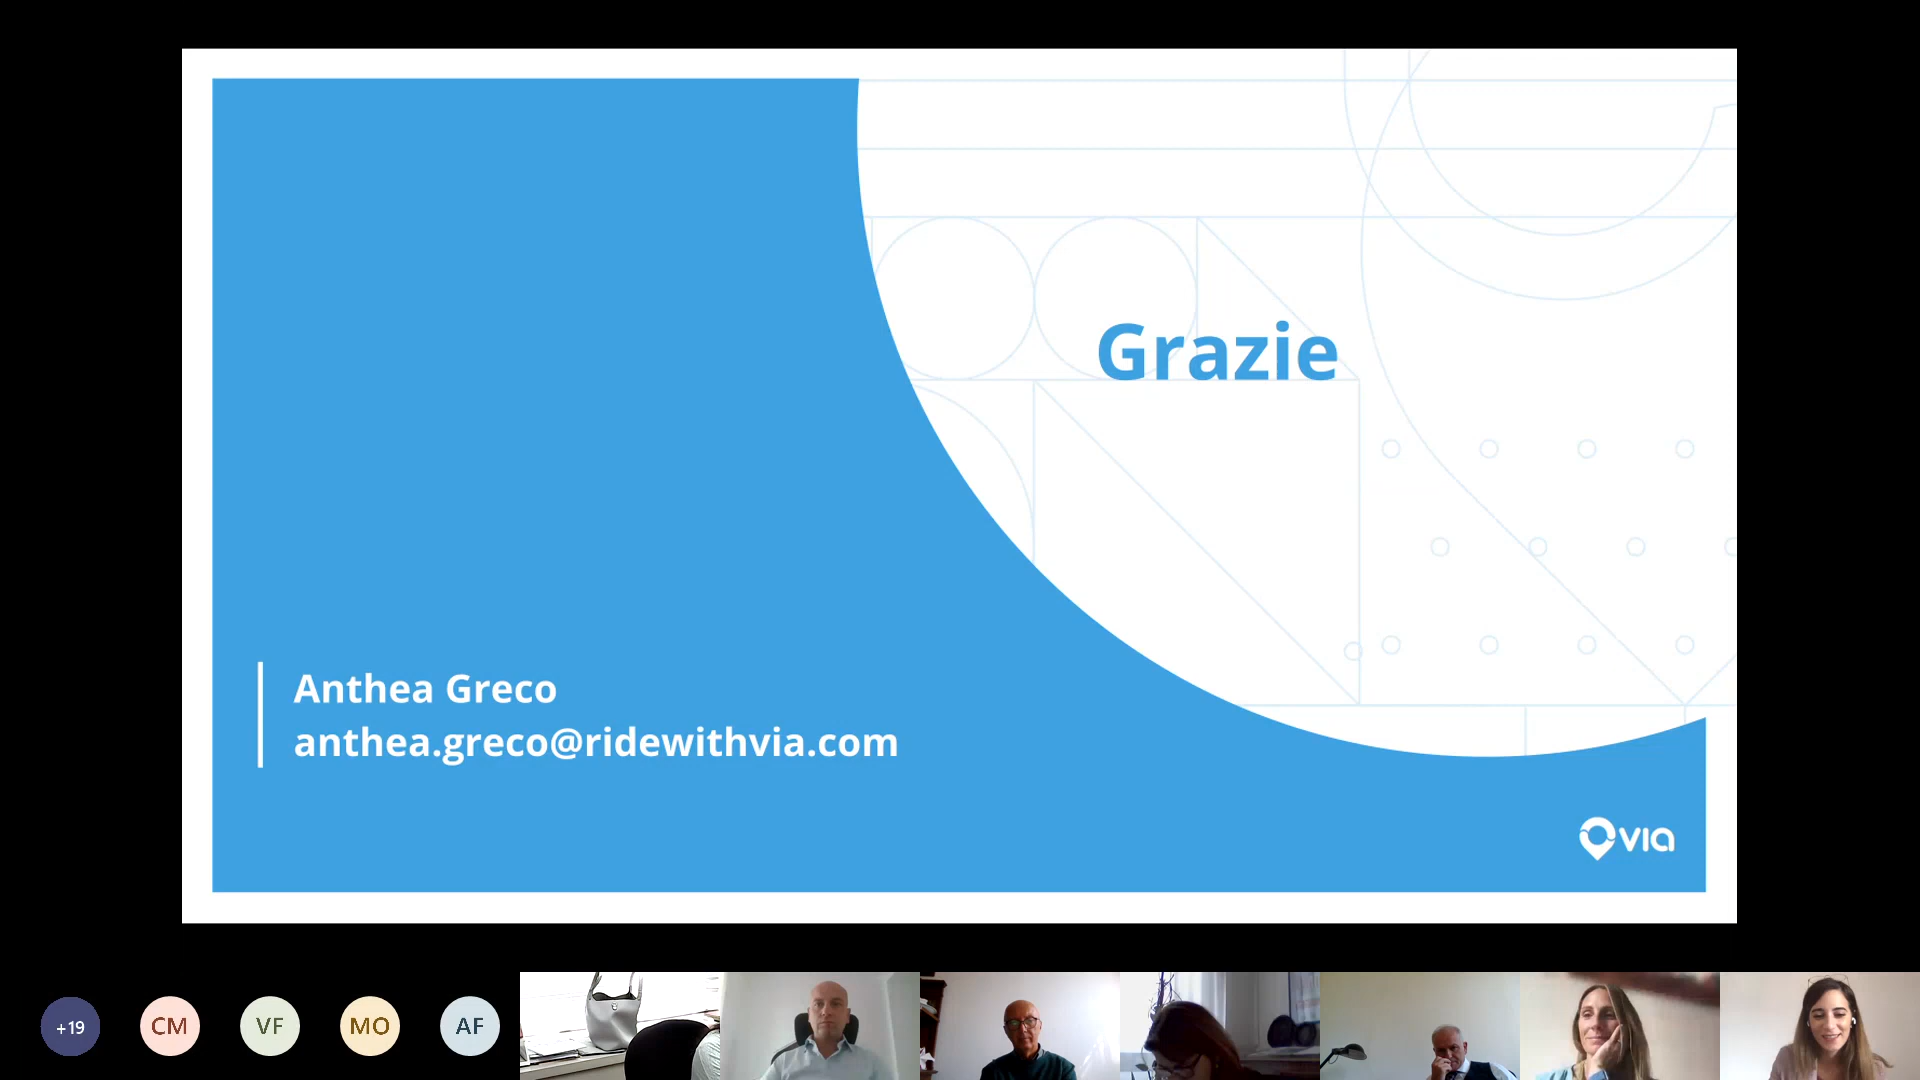 Grazie
Anthea Greco
anthea.greco@ridewithvia.com
via
+19
CM
VF
MO
AF